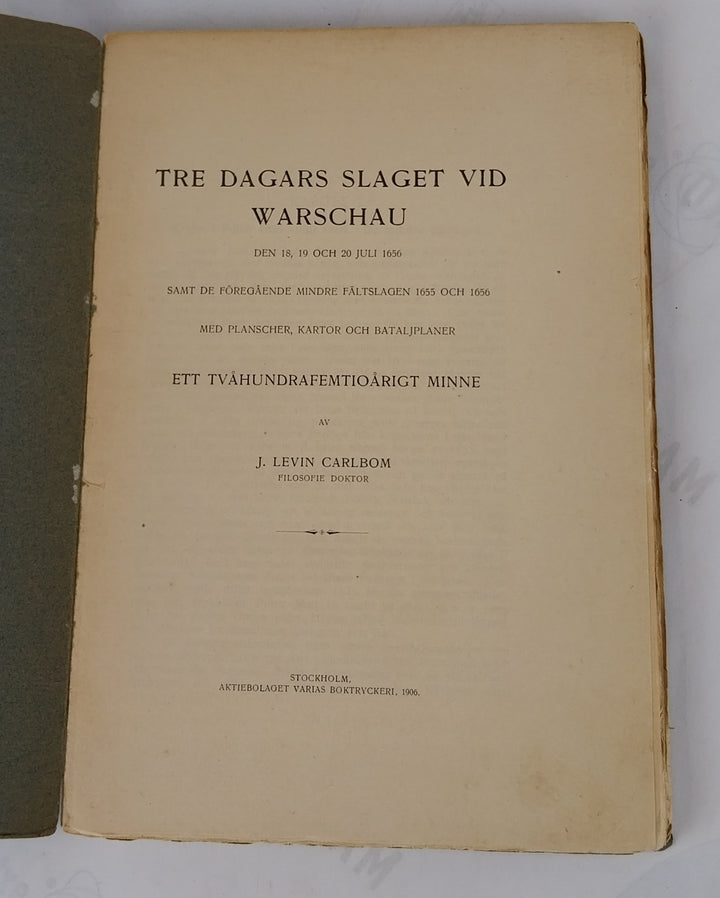 TRE DAGARS SLAGET VID
WARSCHAU
DEN 18, 19 OCH 20 JULI 1656
SAMT DE FÖREGÅENDE MINDRE FÄLTSLAGEN 1655 OCH 1656
MED PLANSCHER, KARTOR OCH BATALJPLANER
ETT TVÅHUNDRAFEMTIOÅRIGT MINNE
AV
J. LEVIN CARLBOM
FILOSOFIE DOKTOR
STOCKHOLM,
AKTIEBOLAGET VARIAS BOKTRYCKERI, 1906.